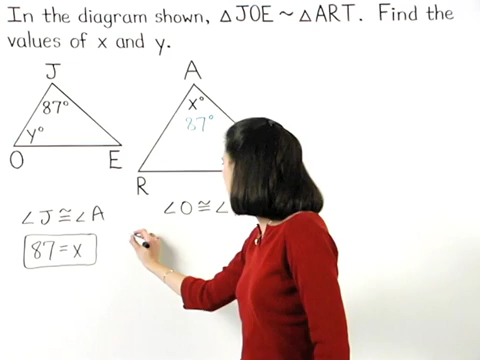 In the diagram shown, △JOE ~ △ART. Find the
values of x and y.
J
A
87°
x°
87°
y°
O
E
R
∠J ≅ ∠A
∠O ≅ ∠
87 = x